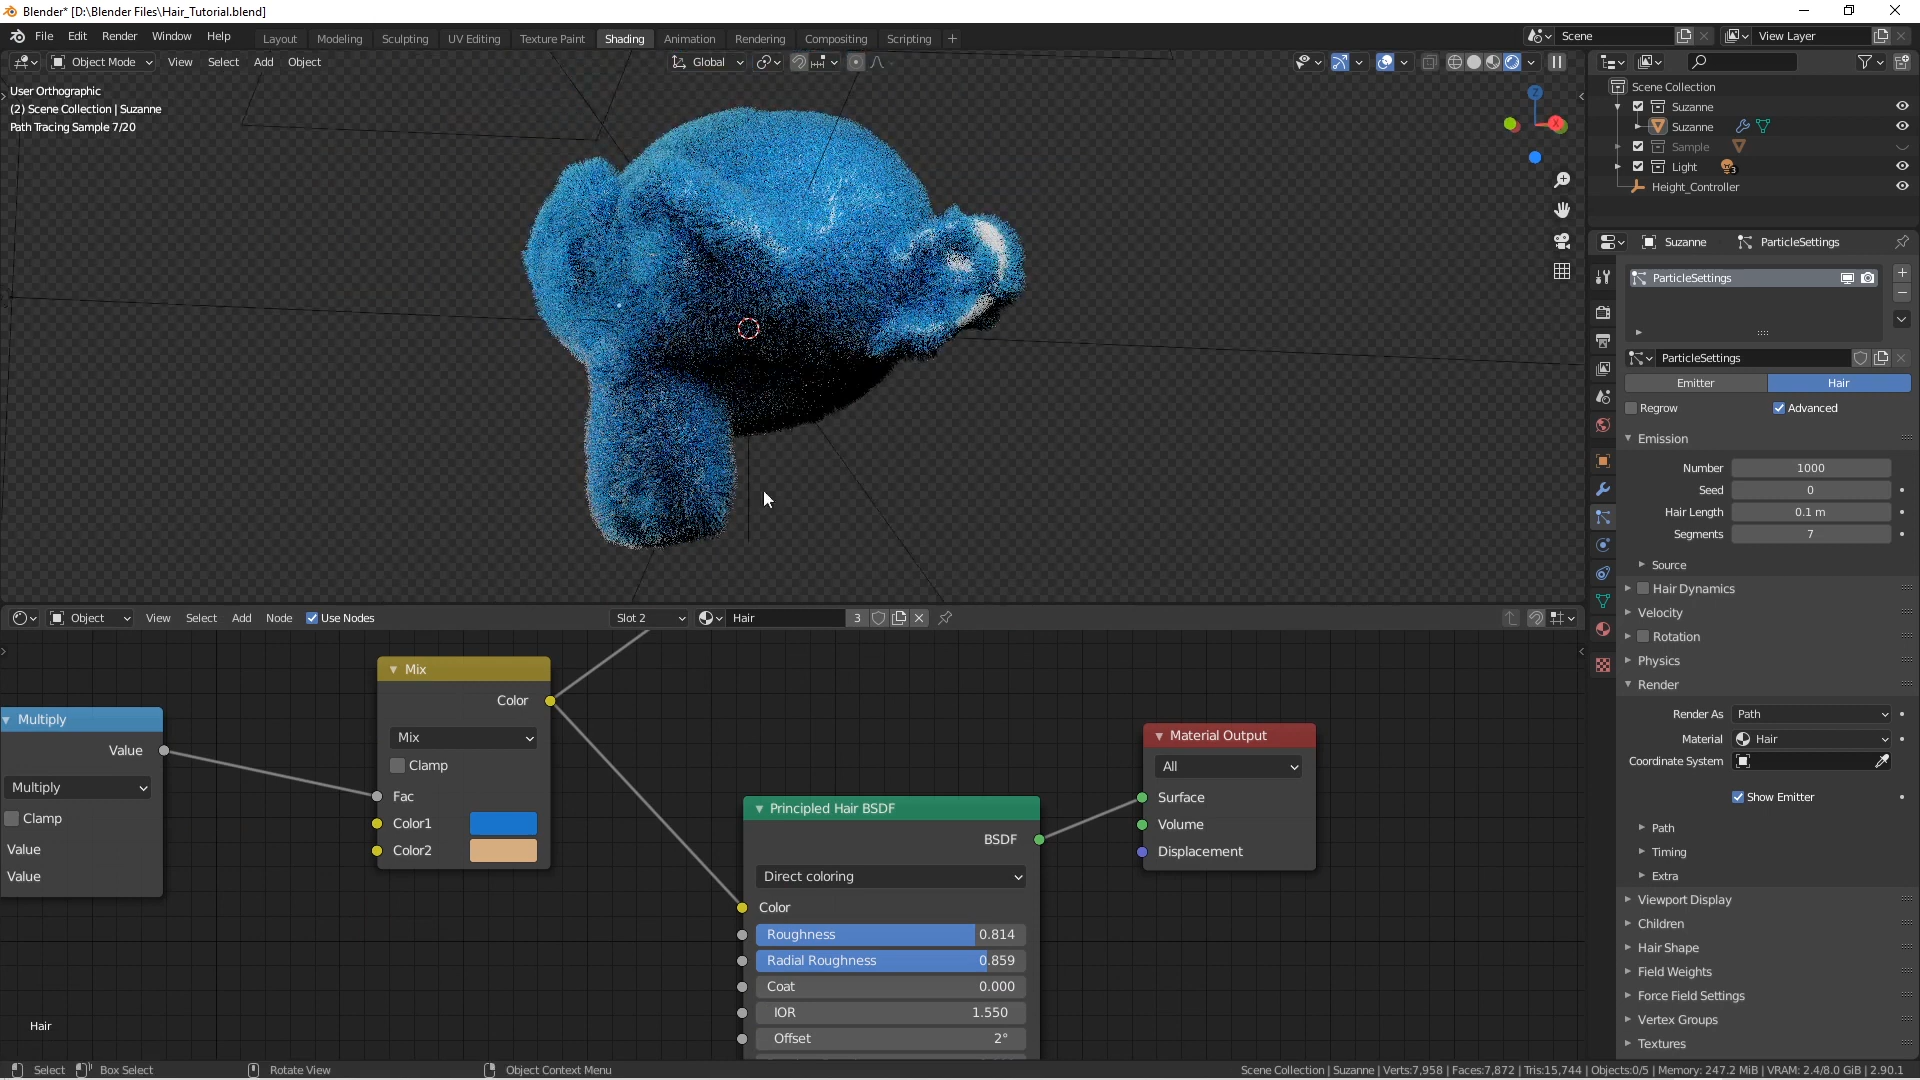 Blender* [D:\Blender Files\Hair_Tutorial.blend]
File Edit Render Window Help
Layout Modeling Sculpting UV Editing Texture Paint Shading Animation Rendering Compositing Scripting +
Scene
View Layer
Object Mode View Select Add Object
Global
User Orthographic
(2) Scene Collection | Suzanne
Path Tracing Sample 7/20
Z
X
Scene Collection
Suzanne
Suzanne
Sample
Light 3
Height_Controller
Suzanne ParticleSettings
ParticleSettings
ParticleSettings
Emitter Hair
Regrow Advanced
Emission
Number 1000
Seed 0
Hair Length 0.1 m
Segments 7
Source
Hair Dynamics
Velocity
Rotation
Physics
Render
Render As Path
Material Hair
Coordinate System
Show Emitter
Path
Timing
Extra
Viewport Display
Children
Hair Shape
Field Weights
Force Field Settings
Vertex Groups
Textures
Object View Select Add Node Use Nodes Slot 2 Hair 3
Multiply
Value
Multiply
Clamp
Value
Value
Mix
Color
Mix
Clamp
Fac
Color1
Color2
Principled Hair BSDF
BSDF
Direct coloring
Color
Roughness 0.814
Radial Roughness 0.859
Coat 0.000
IOR 1.550
Offset 2°
Material Output
All
Surface
Volume
Displacement
Hair
Select Box Select Rotate View Object Context Menu
Scene Collection | Suzanne | Verts:7,958 | Faces:7,872 | Tris:15,744 | Objects:0/5 | Memory: 247.2 MiB | VRAM: 2.4/8.0 GiB | 2.90.1